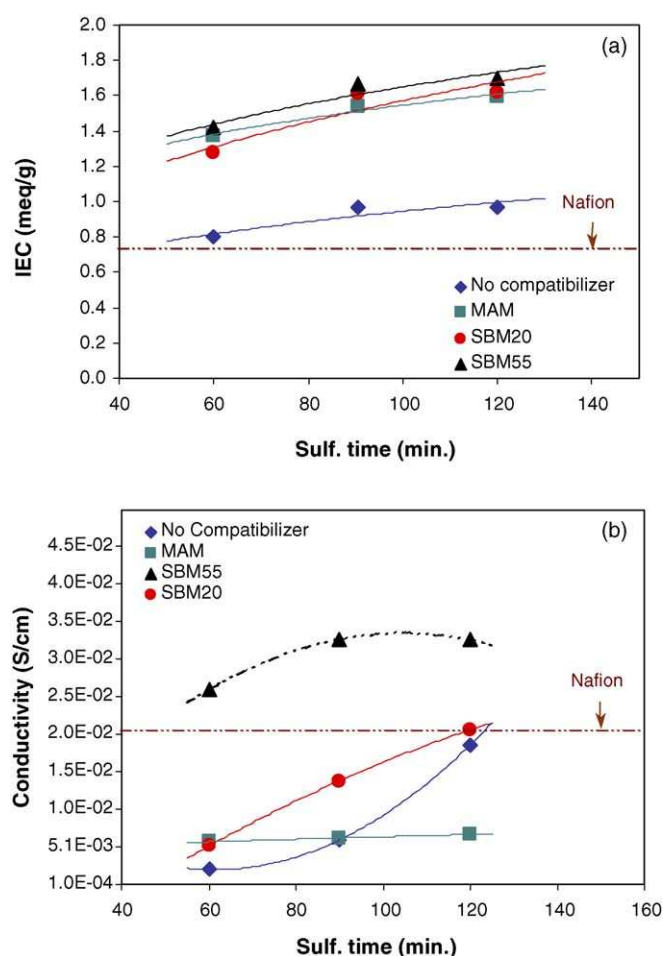 (a)
2.0
1.8
1.6
1.4
1.2
1.0
0.8
0.6
0.4
0.2
0.0
IEC (meq/g)
Nafion
No compatibilizer
MAM
SBM20
SBM55
40 60 80 100 120 140
Sulf. time (min.)
(b)
No Compatibilizer
MAM
SBM55
SBM20
4.5E-02
4.0E-02
3.5E-02
3.0E-02
2.5E-02
2.0E-02
1.5E-02
1.0E-02
5.1E-03
1.0E-04
Conductivity (S/cm)
Nafion
40 60 80 100 120 140 160
Sulf. time (min.)